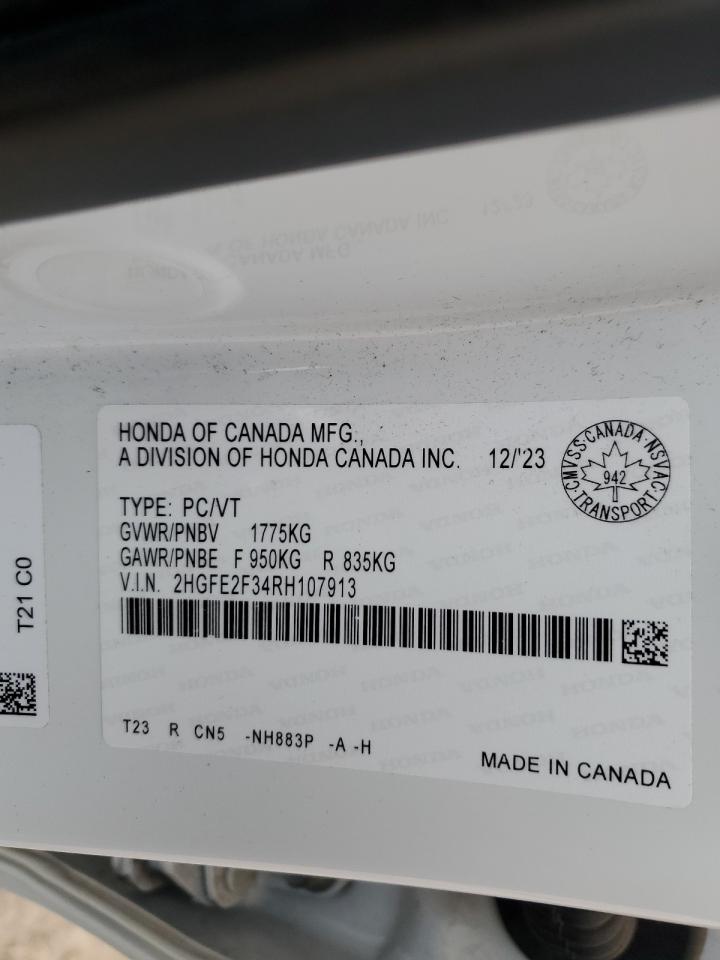 HONDA OF CANADA MFG.,
A DIVISION OF HONDA CANADA INC. 12/'23
CMVSS·CANADA·NSVAC
942
TRANSPORT
TYPE: PC/VT
GVWR/PNBV 1775KG
GAWR/PNBE F 950KG R 835KG
V.I.N. 2HGFE2F34RH107913
T21 C0
T23 R CN5 -NH883P -A -H
MADE IN CANADA